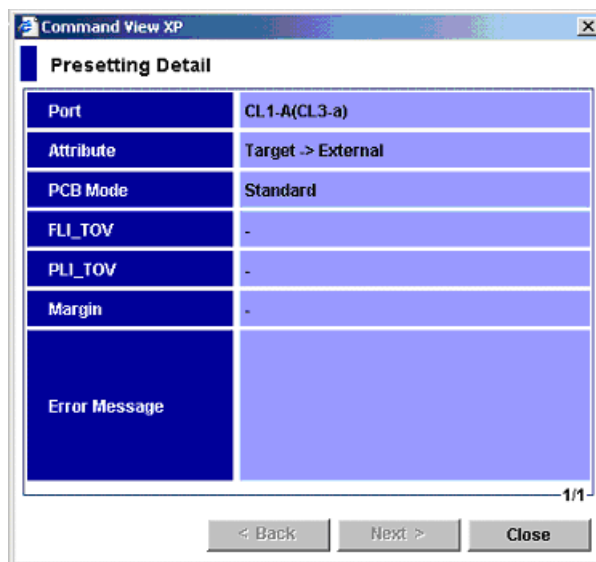 Command View XP
Presetting Detail
Port CL1-A(CL3-a)
Attribute Target -> External
PCB Mode Standard
FLI_TOV -
PLI_TOV -
Margin -
Error Message
1/1
< Back Next > Close